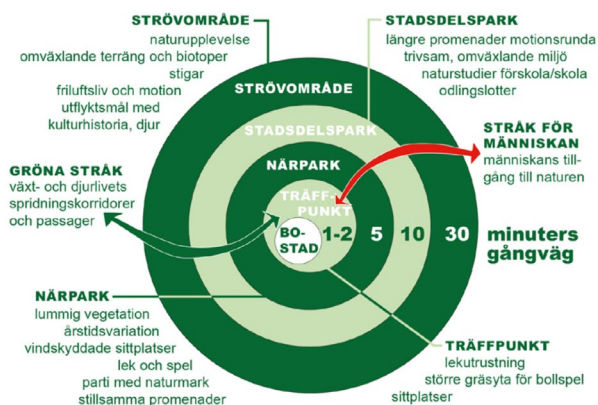 STRÖVOMRÅDE
naturupplevelse
omväxlande terräng och biotoper
stigar
friluftsliv och motion
utflyktsmål med
kulturhistoria, djur
STADSDELSPARK
längre promenader motionsrunda
trivsam, omväxlande miljö
naturstudier förskola/skola
odlingslotter
STRÖVOMRÅDE
STADSDELSPARK
NÄRPARK
TRÄFF-
PUNKT
BO-
STAD
1-2
5
10
30
minuters
gångväg
STRÅK FÖR
MÄNNISKAN
människans till-
gång till naturen
GRÖNA STRÅK
växt- och djurlivets
spridningskorridorer
och passager
NÄRPARK
lummig vegetation
årstidsvariation
vindskyddade sittplatser
lek och spel
parti med naturmark
stillsamma promenader
TRÄFFPUNKT
lekutrustning
större gräsyta för bollspel
sittplatser